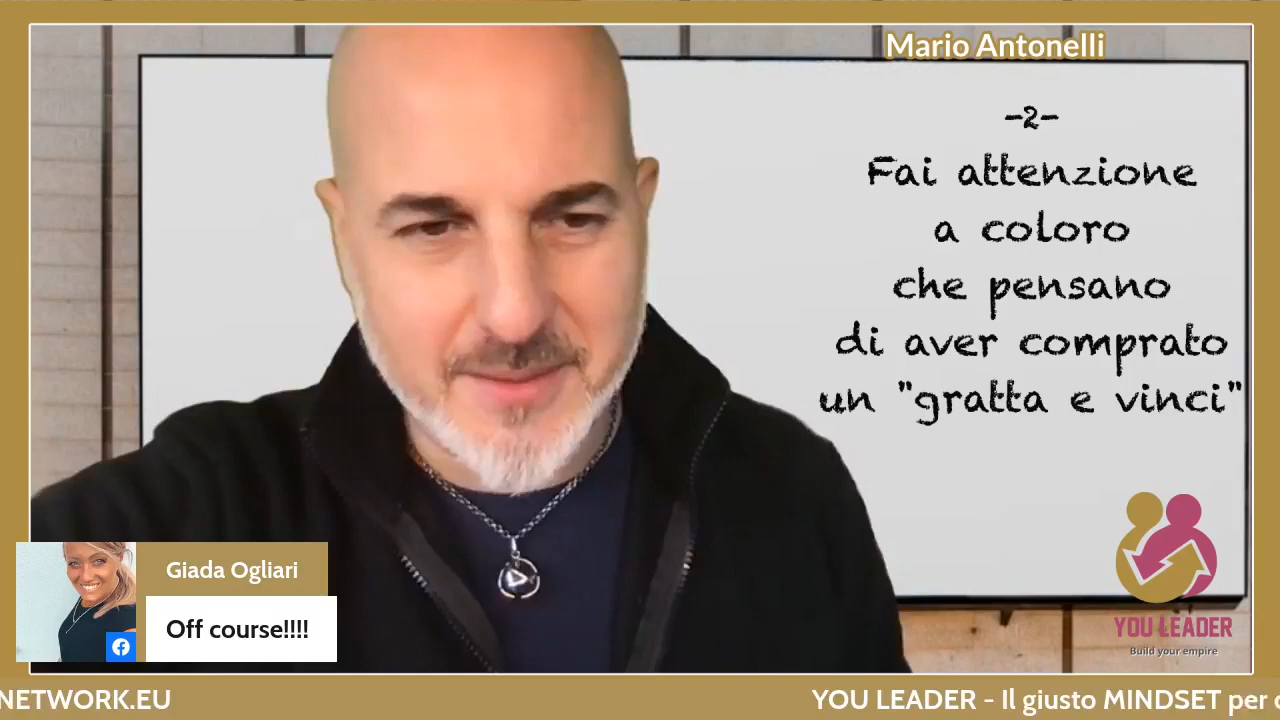 Mario Antonelli
-2-
Fai attenzione
a coloro
che pensano
di aver comprato
un "gratta e vinci"
YOU LEADER
Build your empire
Giada Ogliari
Off course!!!!
NETWORK.EU
YOU LEADER - Il giusto MINDSET per